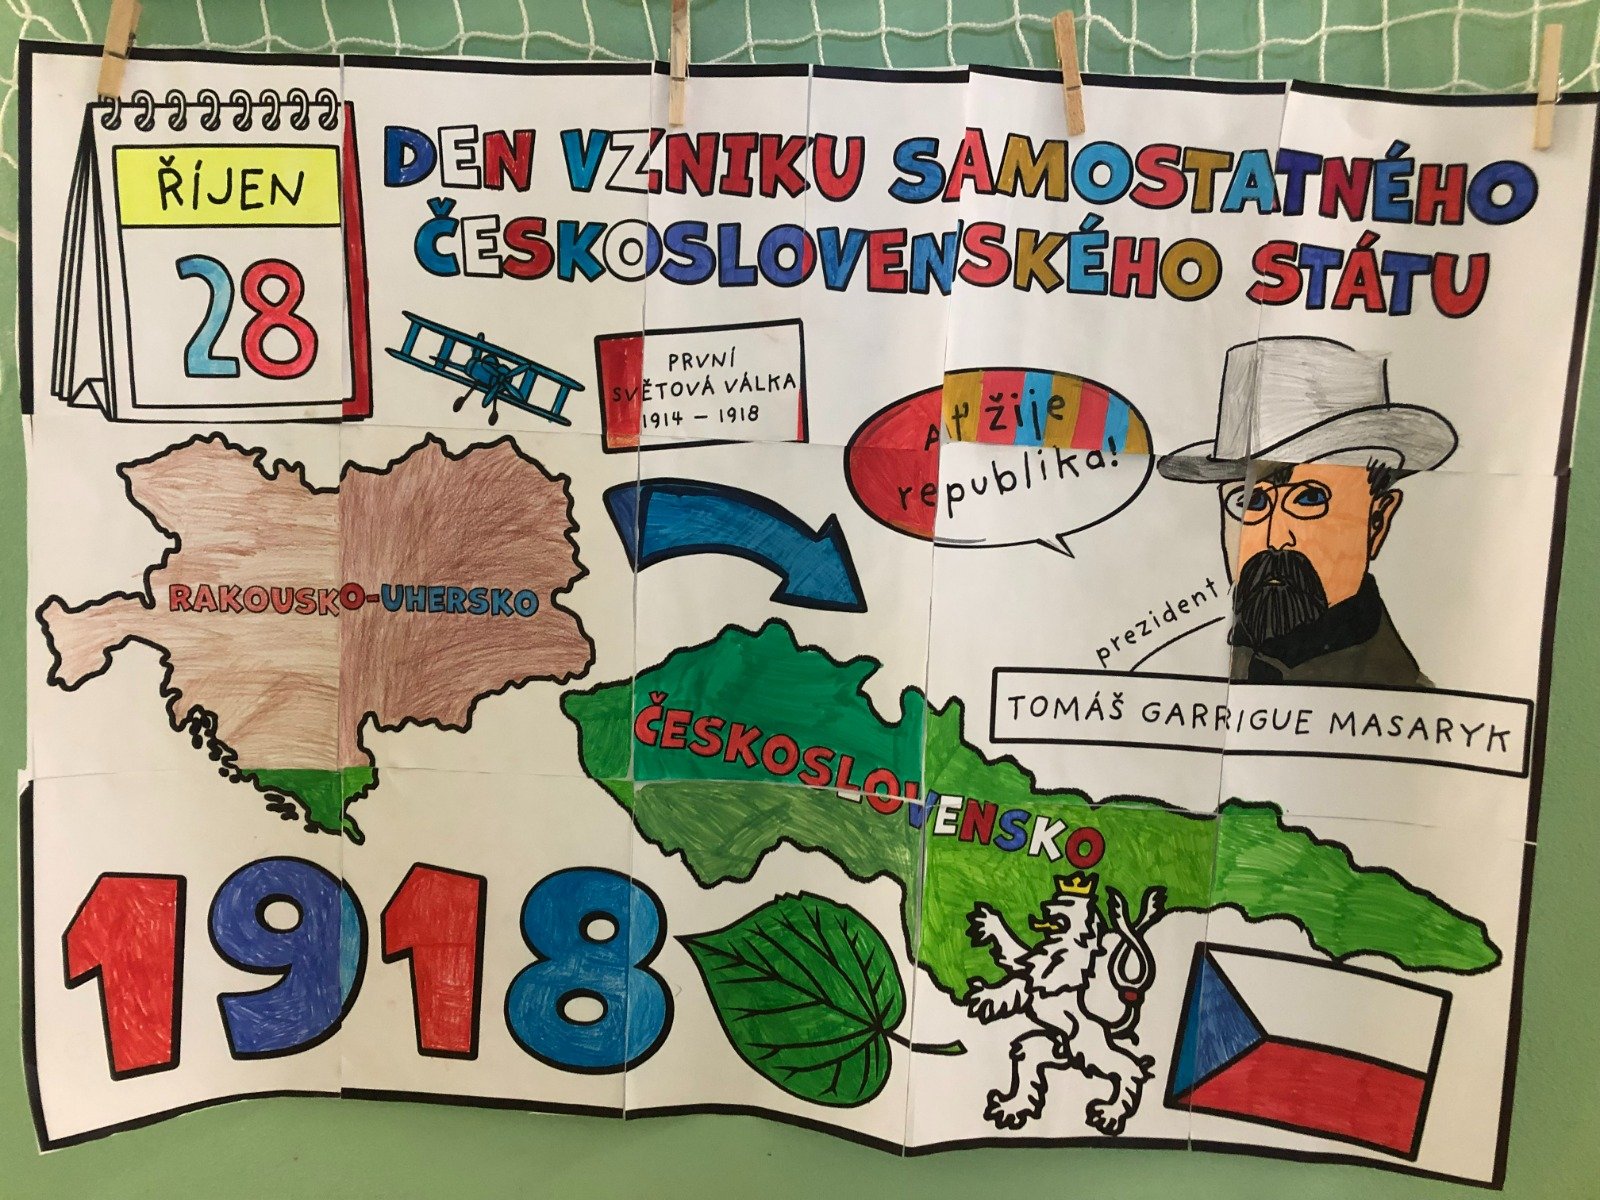 ŘÍJEN
28
DEN VZNIKU SAMOSTATNÉHO
ČESKOSLOVENSKÉHO STÁTU
PRVNÍ
SVĚTOVÁ VÁLKA
1914 – 1918
Ať žije
republika!
RAKOUSKO-UHERSKO
prezident
TOMÁŠ GARRIGUE MASARYK
ČESKOSLOVENSKO
1918